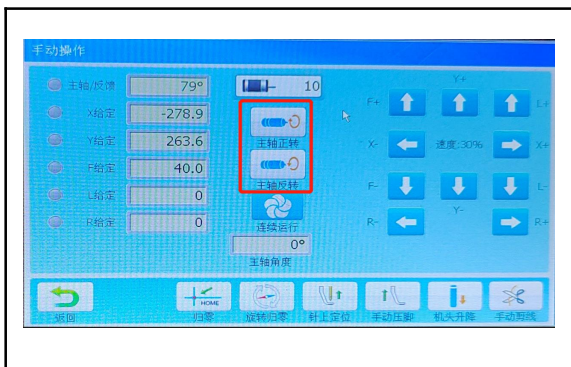 手动操作
主轴/反馈 79° 10
X给定 -278.9
Y给定 263.6
F给定 40.0
L给定 0
R给定 0
主轴正转
主轴反转
连续运行
0°
主轴角度
Y+
F+ L+
X- 速度:30% X+
F- L-
R- Y- R+
HOME
返回 归零 旋转归零 针上定位 手动压脚 机头升降 手动剪线